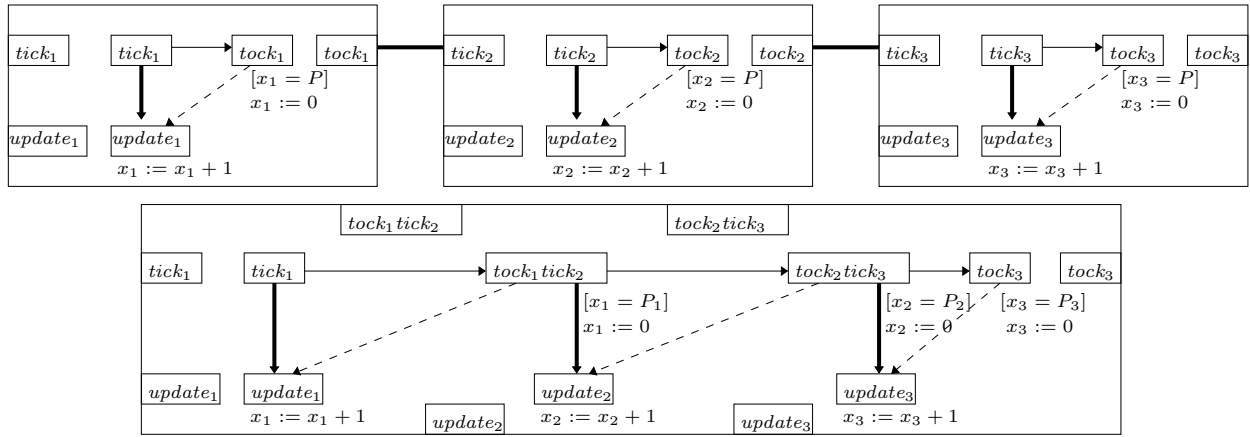 tick₁ tick₁ tock₁ tock₁ tick₂ tick₂ tock₂ tock₂ tick₃ tick₃ tock₃ tock₃
[x₁ = P] [x₂ = P] [x₃ = P]
x₁ := 0 x₂ := 0 x₃ := 0
update₁ update₁ update₂ update₂ update₃ update₃
x₁ := x₁ + 1 x₂ := x₂ + 1 x₃ := x₃ + 1
tock₁tick₂ tock₂tick₃
tick₁ tick₁ tock₁tick₂ tock₂tick₃ tock₃ tock₃
[x₁ = P₁] [x₂ = P₂] [x₃ = P₃]
x₁ := 0 x₂ := 0 x₃ := 0
update₁ update₁ update₂ update₃
x₁ := x₁ + 1 update₂ x₂ := x₂ + 1 update₃ x₃ := x₃ + 1